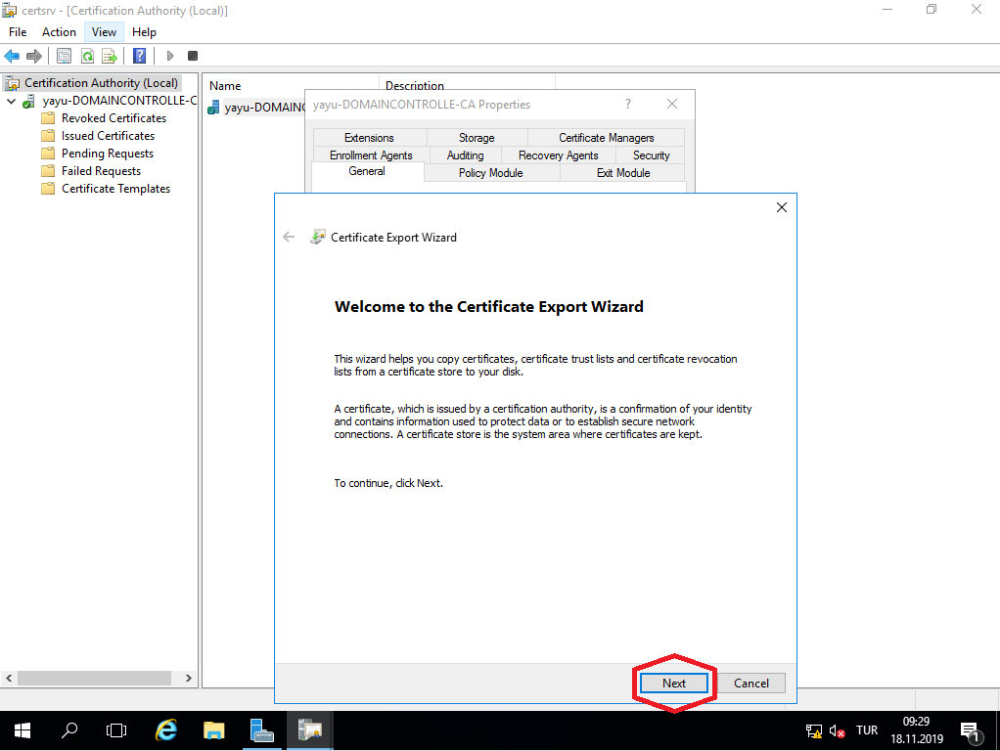 certsrv - [Certification Authority (Local)]
File Action View Help
Certification Authority (Local)
yayu-DOMAINCONTROLLE-C
Revoked Certificates
Issued Certificates
Pending Requests
Failed Requests
Certificate Templates
Name Description
yayu-DOMAINC
yayu-DOMAINCONTROLLE-CA Properties
Extensions Storage Certificate Managers
Enrollment Agents Auditing Recovery Agents Security
General Policy Module Exit Module
Certificate Export Wizard
Welcome to the Certificate Export Wizard
This wizard helps you copy certificates, certificate trust lists and certificate revocation
lists from a certificate store to your disk.
A certificate, which is issued by a certification authority, is a confirmation of your identity
and contains information used to protect data or to establish secure network
connections. A certificate store is the system area where certificates are kept.
To continue, click Next.
Next Cancel
TUR
09:29
18.11.2019
1